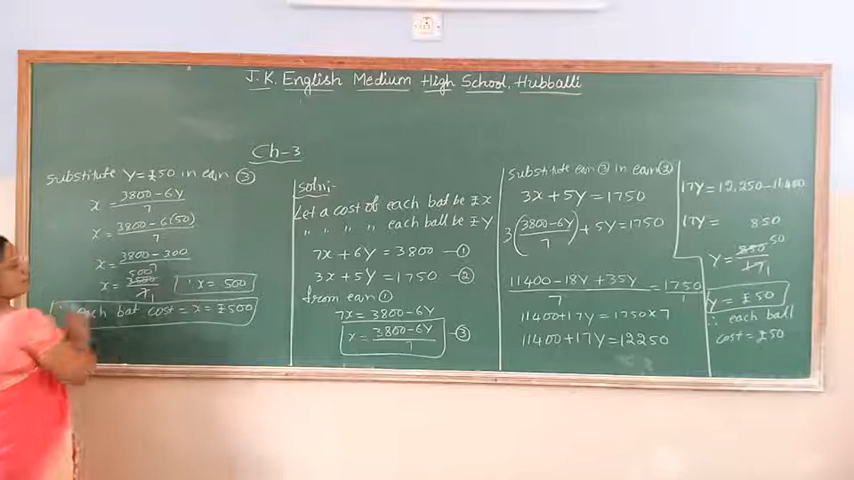 J.K. English Medium High School, Hubballi
Ch-3
Soln:-
Let a cost of each bat be ₹x
" " " " each ball be ₹y
7x + 6y = 3800 —①
3x + 5y = 1750 —②
from eqn ①
7x = 3800 - 6y
x = (3800 - 6y)/7 —③
Substitute eqn ③ in eqn ②
3x + 5y = 1750
3((3800 - 6y)/7) + 5y = 1750
(11400 - 18y + 35y)/7 = 1750/1
11400 + 17y = 1750 × 7
11400 + 17y = 12250
17y = 12,250 - 11,400
17y = 850
y = 850/17 50 1
y = ₹50
∴ each ball
cost = ₹50
Substitute y = ₹50 in eqn ③
x = (3800 - 6y)/7
x = (3800 - 6(50))/7
x = (3800 - 300)/7
x = 3500/7 500 1
∴ x = 500
∴ each bat cost = x = ₹500